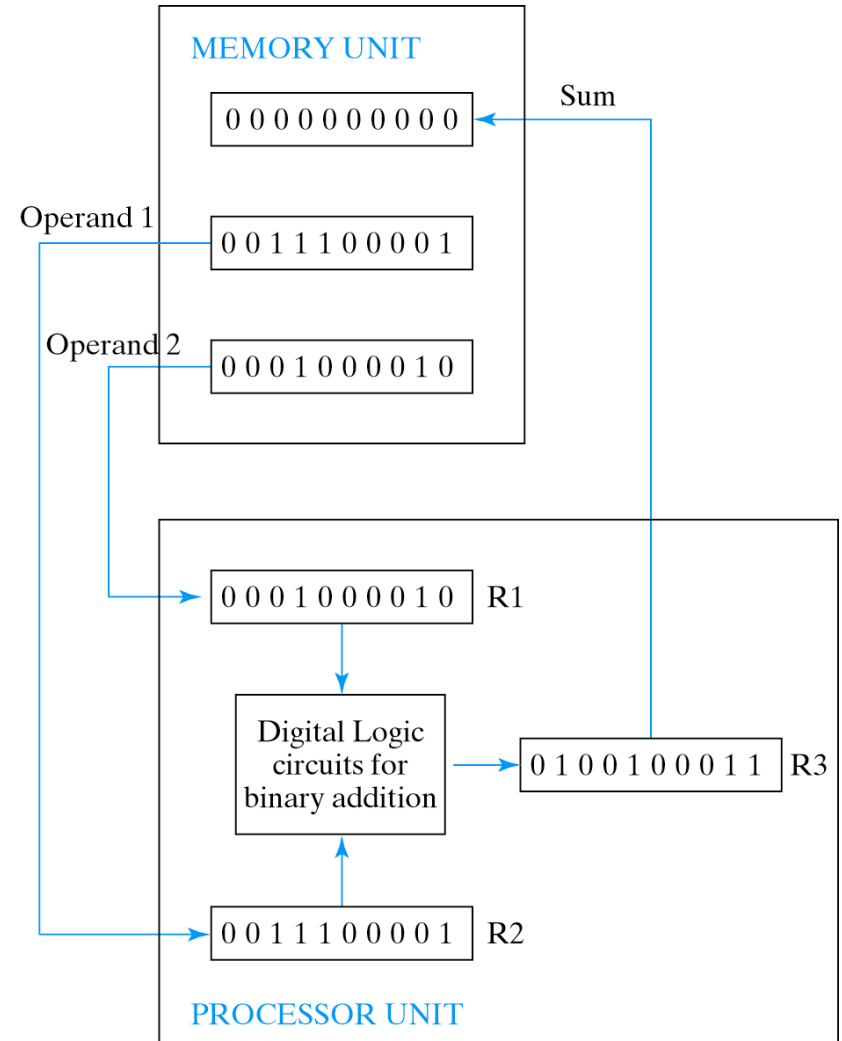 MEMORY UNIT
Sum
0 0 0 0 0 0 0 0 0 0
Operand 1
0 0 1 1 1 0 0 0 0 1
Operand 2
0 0 0 1 0 0 0 0 1 0
0 0 0 1 0 0 0 0 1 0 R1
Digital Logic
circuits for
binary addition
0 1 0 0 1 0 0 0 1 1 R3
0 0 1 1 1 0 0 0 0 1 R2
PROCESSOR UNIT